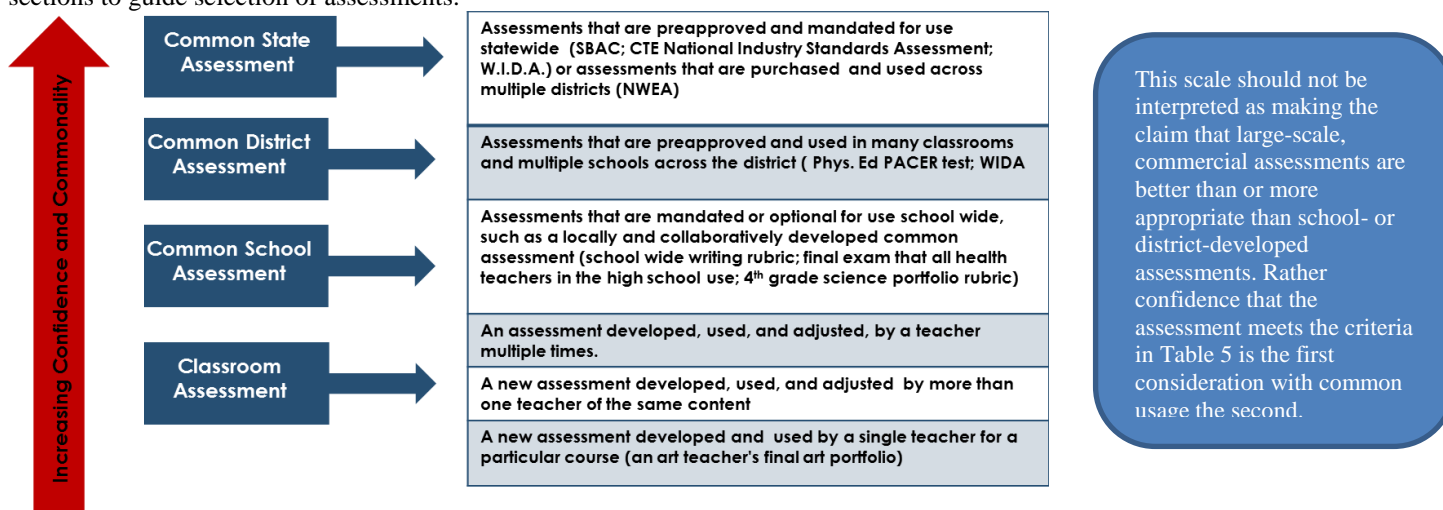 sections to guide selection of assessments.
Increasing Confidence and Commonality
Common State
Assessment
Assessments that are preapproved and mandated for use
statewide (SBAC; CTE National Industry Standards Assessment;
W.I.D.A.) or assessments that are purchased and used across
multiple districts (NWEA)
Common District
Assessment
Assessments that are preapproved and used in many classrooms
and multiple schools across the district ( Phys. Ed PACER test; WIDA
Common School
Assessment
Assessments that are mandated or optional for use school wide,
such as a locally and collaboratively developed common
assessment (school wide writing rubric; final exam that all health
teachers in the high school use; 4th grade science portfolio rubric)
Classroom
Assessment
An assessment developed, used, and adjusted, by a teacher
multiple times.
A new assessment developed, used, and adjusted by more than
one teacher of the same content
A new assessment developed and used by a single teacher for a
particular course (an art teacher's final art portfolio)
This scale should not be
interpreted as making the
claim that large-scale,
commercial assessments are
better than or more
appropriate than school- or
district-developed
assessments. Rather
confidence that the
assessment meets the criteria
in Table 5 is the first
consideration with common
usage the second.